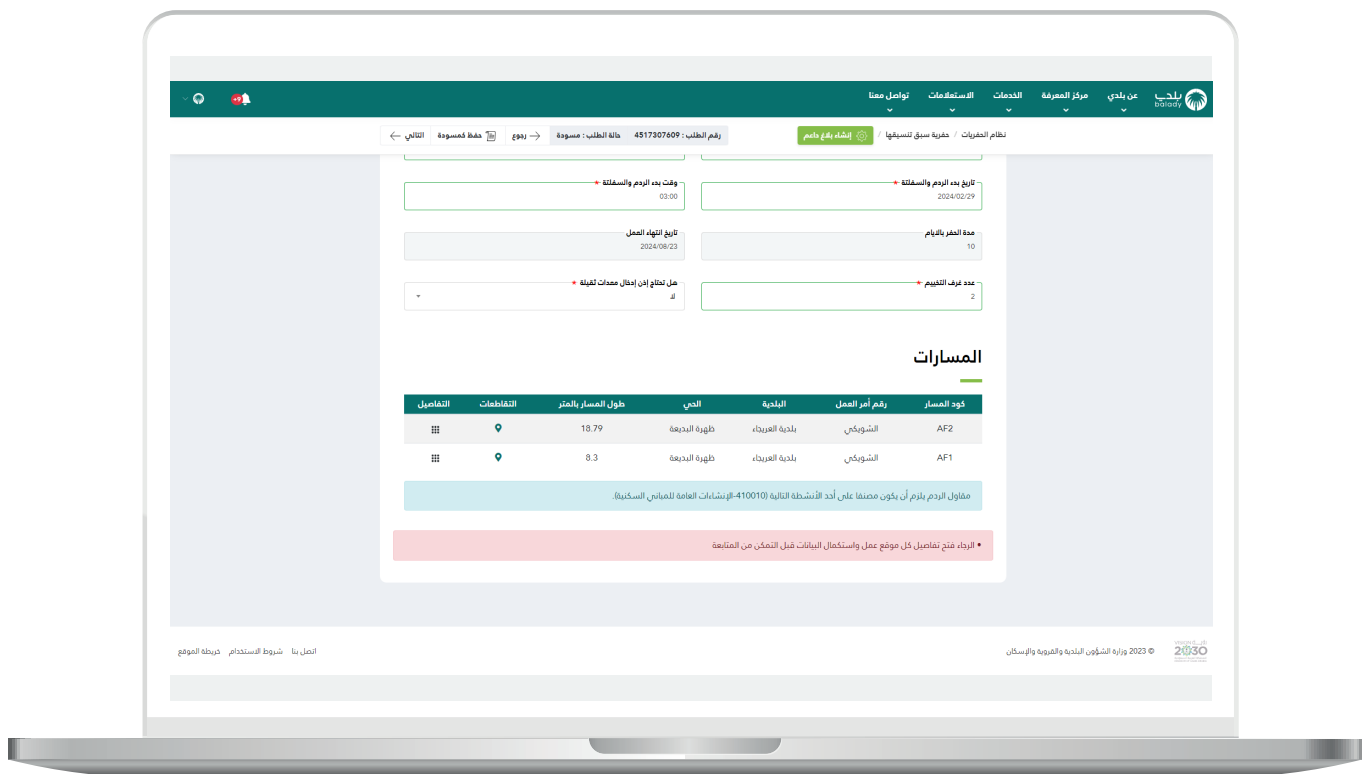 بلدي balady عن بلدي مركز المعرفة الخدمات الاستعلامات تواصل معنا +9
نظام الحفريات / حفرية سبق تنسيقها / إنشاء بلاغ داعم رقم الطلب : 4517307609 حالة الطلب : مسودة رجوع حفظ كمسودة التالي
تاريخ بدء الردم والسفلتة * وقت بدء الردم والسفلتة *
2024/02/29 03:00
مدة الحفر بالايام تاريخ انتهاء العمل
10 2024/08/23
عدد غرف التخييم * هل تحتاج إذن إدخال معدات ثقيلة *
2 لا
المسارات
كود المسار رقم أمر العمل البلدية الحي طول المسار بالمتر التقاطعات التفاصيل
AF2 الشويكي بلدية العريجاء ظهرة البديعة 18.79
AF1 الشويكي بلدية العريجاء ظهرة البديعة 8.3
مقاول الردم يلزم أن يكون مصنفا على أحد الأنشطة التالية (410010-الإنشاءات العامة للمباني السكنية).
• الرجاء فتح تفاصيل كل موقع عمل واستكمال البيانات قبل التمكن من المتابعة
2030 © 2023 وزارة الشؤون البلدية والقروية والإسكان اتصل بنا شروط الاستخدام خريطة الموقع